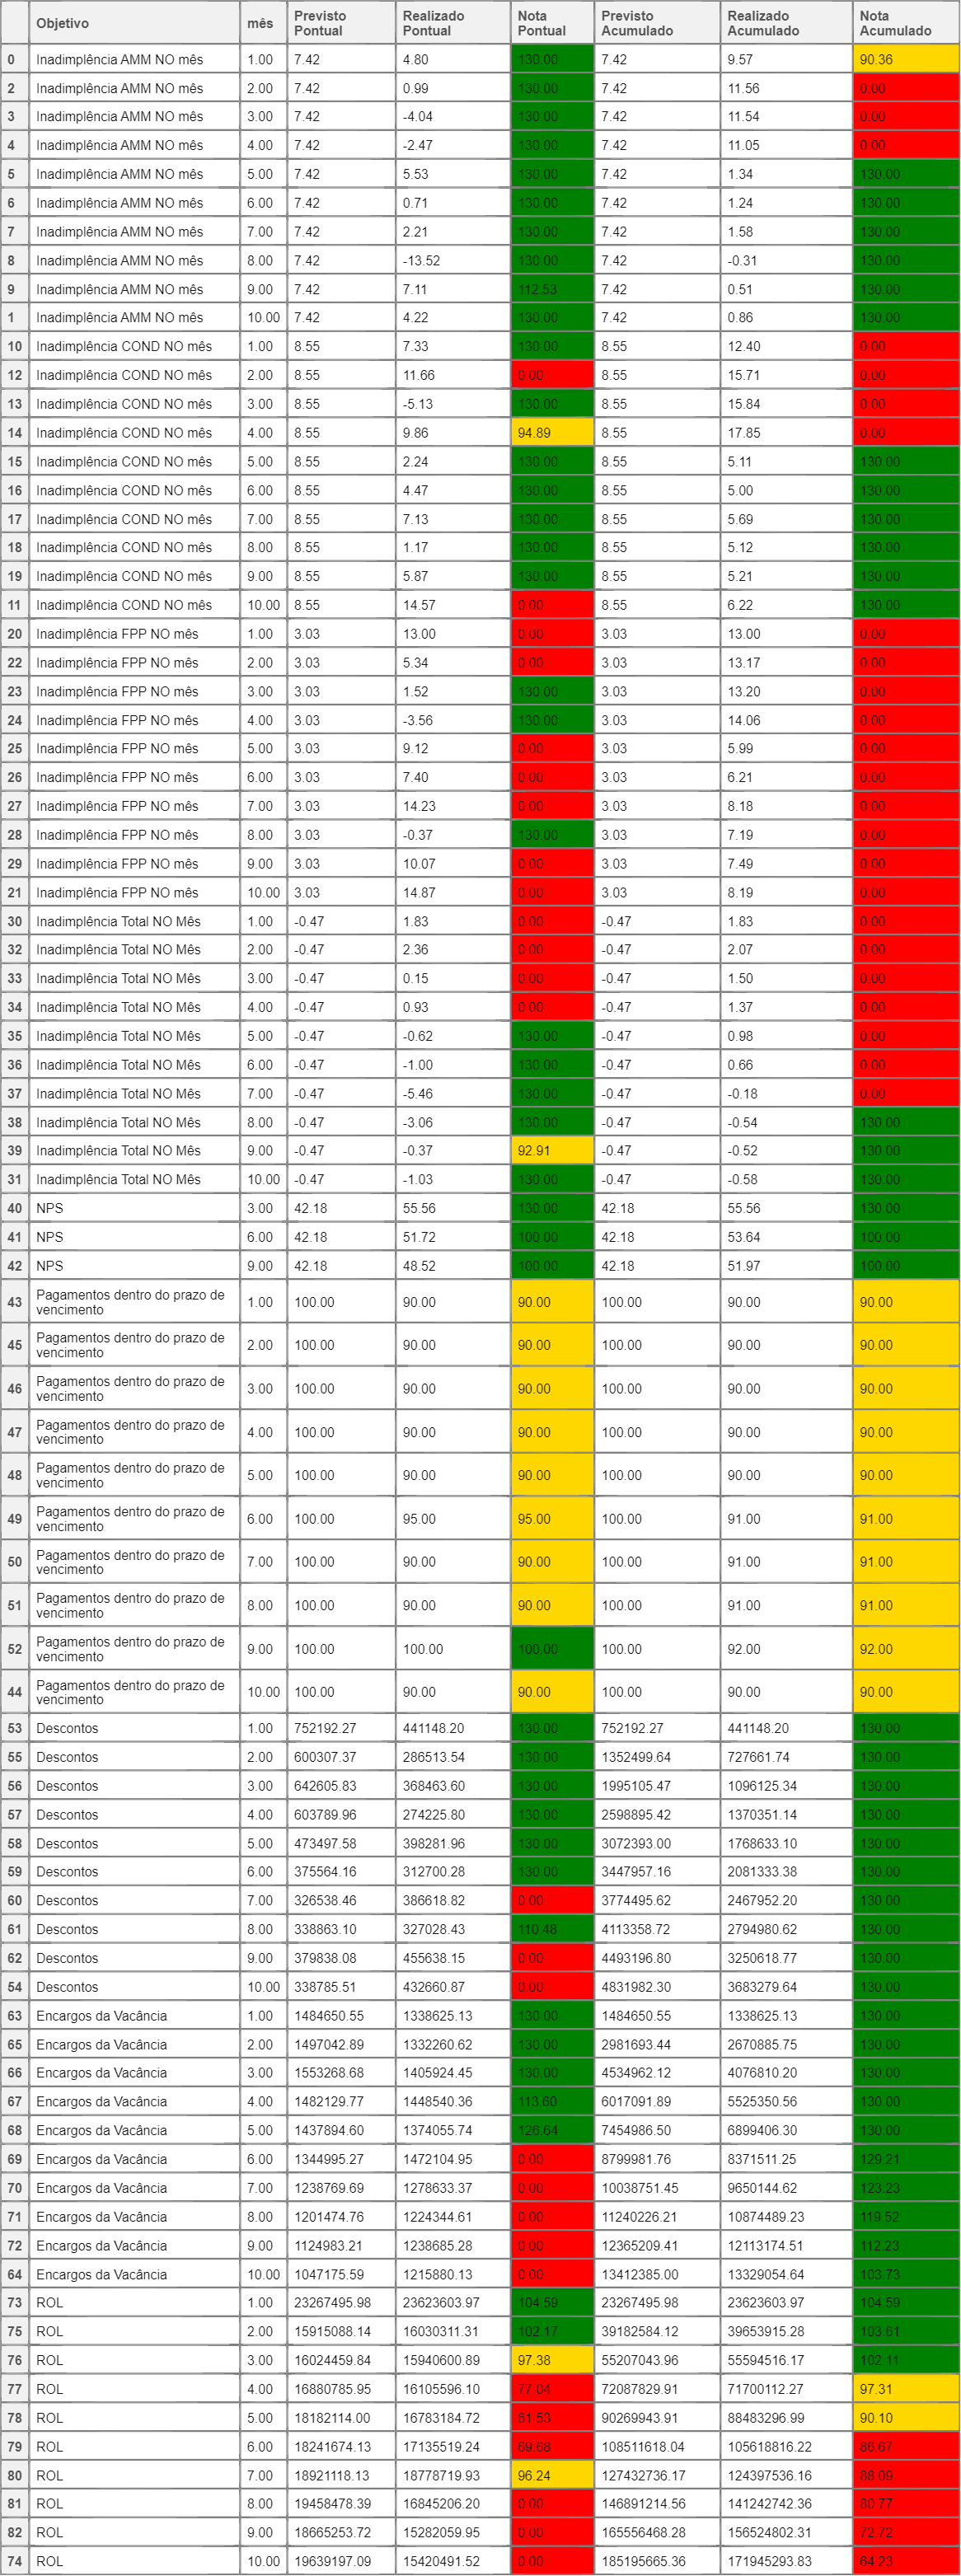 Objetivo mês Previsto Pontual Realizado Pontual Nota Pontual Previsto Acumulado Realizado Acumulado Nota Acumulado
0 Inadimplência AMM NO mês 1.00 7.42 4.80 130.00 7.42 9.57 90.36
2 Inadimplência AMM NO mês 2.00 7.42 0.99 130.00 7.42 11.56 0.00
3 Inadimplência AMM NO mês 3.00 7.42 -4.04 130.00 7.42 11.54 0.00
4 Inadimplência AMM NO mês 4.00 7.42 -2.47 130.00 7.42 11.05 0.00
5 Inadimplência AMM NO mês 5.00 7.42 5.53 130.00 7.42 1.34 130.00
6 Inadimplência AMM NO mês 6.00 7.42 0.71 130.00 7.42 1.24 130.00
7 Inadimplência AMM NO mês 7.00 7.42 2.21 130.00 7.42 1.58 130.00
8 Inadimplência AMM NO mês 8.00 7.42 -13.52 130.00 7.42 -0.31 130.00
9 Inadimplência AMM NO mês 9.00 7.42 7.11 112.53 7.42 0.51 130.00
1 Inadimplência AMM NO mês 10.00 7.42 4.22 130.00 7.42 0.86 130.00
10 Inadimplência COND NO mês 1.00 8.55 7.33 130.00 8.55 12.40 0.00
12 Inadimplência COND NO mês 2.00 8.55 11.66 0.00 8.55 15.71 0.00
13 Inadimplência COND NO mês 3.00 8.55 -5.13 130.00 8.55 15.84 0.00
14 Inadimplência COND NO mês 4.00 8.55 9.86 94.89 8.55 17.85 0.00
15 Inadimplência COND NO mês 5.00 8.55 2.24 130.00 8.55 5.11 130.00
16 Inadimplência COND NO mês 6.00 8.55 4.47 130.00 8.55 5.00 130.00
17 Inadimplência COND NO mês 7.00 8.55 7.13 130.00 8.55 5.69 130.00
18 Inadimplência COND NO mês 8.00 8.55 1.17 130.00 8.55 5.12 130.00
19 Inadimplência COND NO mês 9.00 8.55 5.87 130.00 8.55 5.21 130.00
11 Inadimplência COND NO mês 10.00 8.55 14.57 0.00 8.55 6.22 130.00
20 Inadimplência FPP NO mês 1.00 3.03 13.00 0.00 3.03 13.00 0.00
22 Inadimplência FPP NO mês 2.00 3.03 5.34 0.00 3.03 13.17 0.00
23 Inadimplência FPP NO mês 3.00 3.03 1.52 130.00 3.03 13.20 0.00
24 Inadimplência FPP NO mês 4.00 3.03 -3.56 130.00 3.03 14.06 0.00
25 Inadimplência FPP NO mês 5.00 3.03 9.12 0.00 3.03 5.99 0.00
26 Inadimplência FPP NO mês 6.00 3.03 7.40 0.00 3.03 6.21 0.00
27 Inadimplência FPP NO mês 7.00 3.03 14.23 0.00 3.03 8.18 0.00
28 Inadimplência FPP NO mês 8.00 3.03 -0.37 130.00 3.03 7.19 0.00
29 Inadimplência FPP NO mês 9.00 3.03 10.07 0.00 3.03 7.49 0.00
21 Inadimplência FPP NO mês 10.00 3.03 14.87 0.00 3.03 8.19 0.00
30 Inadimplência Total NO Mês 1.00 -0.47 1.83 0.00 -0.47 1.83 0.00
32 Inadimplência Total NO Mês 2.00 -0.47 2.36 0.00 -0.47 2.07 0.00
33 Inadimplência Total NO Mês 3.00 -0.47 0.15 0.00 -0.47 1.50 0.00
34 Inadimplência Total NO Mês 4.00 -0.47 0.93 0.00 -0.47 1.37 0.00
35 Inadimplência Total NO Mês 5.00 -0.47 -0.62 130.00 -0.47 0.98 0.00
36 Inadimplência Total NO Mês 6.00 -0.47 -1.00 130.00 -0.47 0.66 0.00
37 Inadimplência Total NO Mês 7.00 -0.47 -5.46 130.00 -0.47 -0.18 0.00
38 Inadimplência Total NO Mês 8.00 -0.47 -3.06 130.00 -0.47 -0.54 130.00
39 Inadimplência Total NO Mês 9.00 -0.47 -0.37 92.91 -0.47 -0.52 130.00
31 Inadimplência Total NO Mês 10.00 -0.47 -1.03 130.00 -0.47 -0.58 130.00
40 NPS 3.00 42.18 55.56 130.00 42.18 55.56 130.00
41 NPS 6.00 42.18 51.72 100.00 42.18 53.64 100.00
42 NPS 9.00 42.18 48.52 100.00 42.18 51.97 100.00
43 Pagamentos dentro do prazo de vencimento 1.00 100.00 90.00 90.00 100.00 90.00 90.00
45 Pagamentos dentro do prazo de vencimento 2.00 100.00 90.00 90.00 100.00 90.00 90.00
46 Pagamentos dentro do prazo de vencimento 3.00 100.00 90.00 90.00 100.00 90.00 90.00
47 Pagamentos dentro do prazo de vencimento 4.00 100.00 90.00 90.00 100.00 90.00 90.00
48 Pagamentos dentro do prazo de vencimento 5.00 100.00 90.00 90.00 100.00 90.00 90.00
49 Pagamentos dentro do prazo de vencimento 6.00 100.00 95.00 95.00 100.00 91.00 91.00
50 Pagamentos dentro do prazo de vencimento 7.00 100.00 90.00 90.00 100.00 91.00 91.00
51 Pagamentos dentro do prazo de vencimento 8.00 100.00 90.00 90.00 100.00 91.00 91.00
52 Pagamentos dentro do prazo de vencimento 9.00 100.00 100.00 100.00 100.00 92.00 92.00
44 Pagamentos dentro do prazo de vencimento 10.00 100.00 90.00 90.00 100.00 90.00 90.00
53 Descontos 1.00 752192.27 441148.20 130.00 752192.27 441148.20 130.00
55 Descontos 2.00 600307.37 286513.54 130.00 1352499.64 727661.74 130.00
56 Descontos 3.00 642605.83 368463.60 130.00 1995105.47 1096125.34 130.00
57 Descontos 4.00 603789.96 274225.80 130.00 2598895.42 1370351.14 130.00
58 Descontos 5.00 473497.58 398281.96 130.00 3072393.00 1768633.10 130.00
59 Descontos 6.00 375564.16 312700.28 130.00 3447957.16 2081333.38 130.00
60 Descontos 7.00 326538.46 386618.82 0.00 3774495.62 2467952.20 130.00
61 Descontos 8.00 338863.10 327028.43 110.48 4113358.72 2794980.62 130.00
62 Descontos 9.00 379838.08 455638.15 0.00 4493196.80 3250618.77 130.00
54 Descontos 10.00 338785.51 432660.87 0.00 4831982.30 3683279.64 130.00
63 Encargos da Vacância 1.00 1484650.55 1338625.13 130.00 1484650.55 1338625.13 130.00
65 Encargos da Vacância 2.00 1497042.89 1332260.62 130.00 2981693.44 2670885.75 130.00
66 Encargos da Vacância 3.00 1553268.68 1405924.45 130.00 4534962.12 4076810.20 130.00
67 Encargos da Vacância 4.00 1482129.77 1448540.36 113.60 6017091.89 5525350.56 130.00
68 Encargos da Vacância 5.00 1437894.60 1374055.74 126.64 7454986.50 6899406.30 130.00
69 Encargos da Vacância 6.00 1344995.27 1472104.95 0.00 8799981.76 8371511.25 129.21
70 Encargos da Vacância 7.00 1238769.69 1278633.37 0.00 10038751.45 9650144.62 123.23
71 Encargos da Vacância 8.00 1201474.76 1224344.61 0.00 11240226.21 10874489.23 119.52
72 Encargos da Vacância 9.00 1124983.21 1238685.28 0.00 12365209.41 12113174.51 112.23
64 Encargos da Vacância 10.00 1047175.59 1215880.13 0.00 13412385.00 13329054.64 103.73
73 ROL 1.00 23267495.98 23623603.97 104.59 23267495.98 23623603.97 104.59
75 ROL 2.00 15915088.14 16030311.31 102.17 39182584.12 39653915.28 103.61
76 ROL 3.00 16024459.84 15940600.89 97.38 55207043.96 55594516.17 102.11
77 ROL 4.00 16880785.95 16105596.10 77.04 72087829.91 71700112.27 97.31
78 ROL 5.00 18182114.00 16783184.72 61.53 90269943.91 88483296.99 90.10
79 ROL 6.00 18241674.13 17135519.24 69.68 108511618.04 105618816.22 86.67
80 ROL 7.00 18921118.13 18778719.93 96.24 127432736.17 124397536.16 88.09
81 ROL 8.00 19458478.39 16845206.20 0.00 146891214.56 141242742.36 80.77
82 ROL 9.00 18665253.72 15282059.95 0.00 165556468.28 156524802.31 72.72
74 ROL 10.00 19639197.09 15420491.52 0.00 185195665.36 171945293.83 64.23